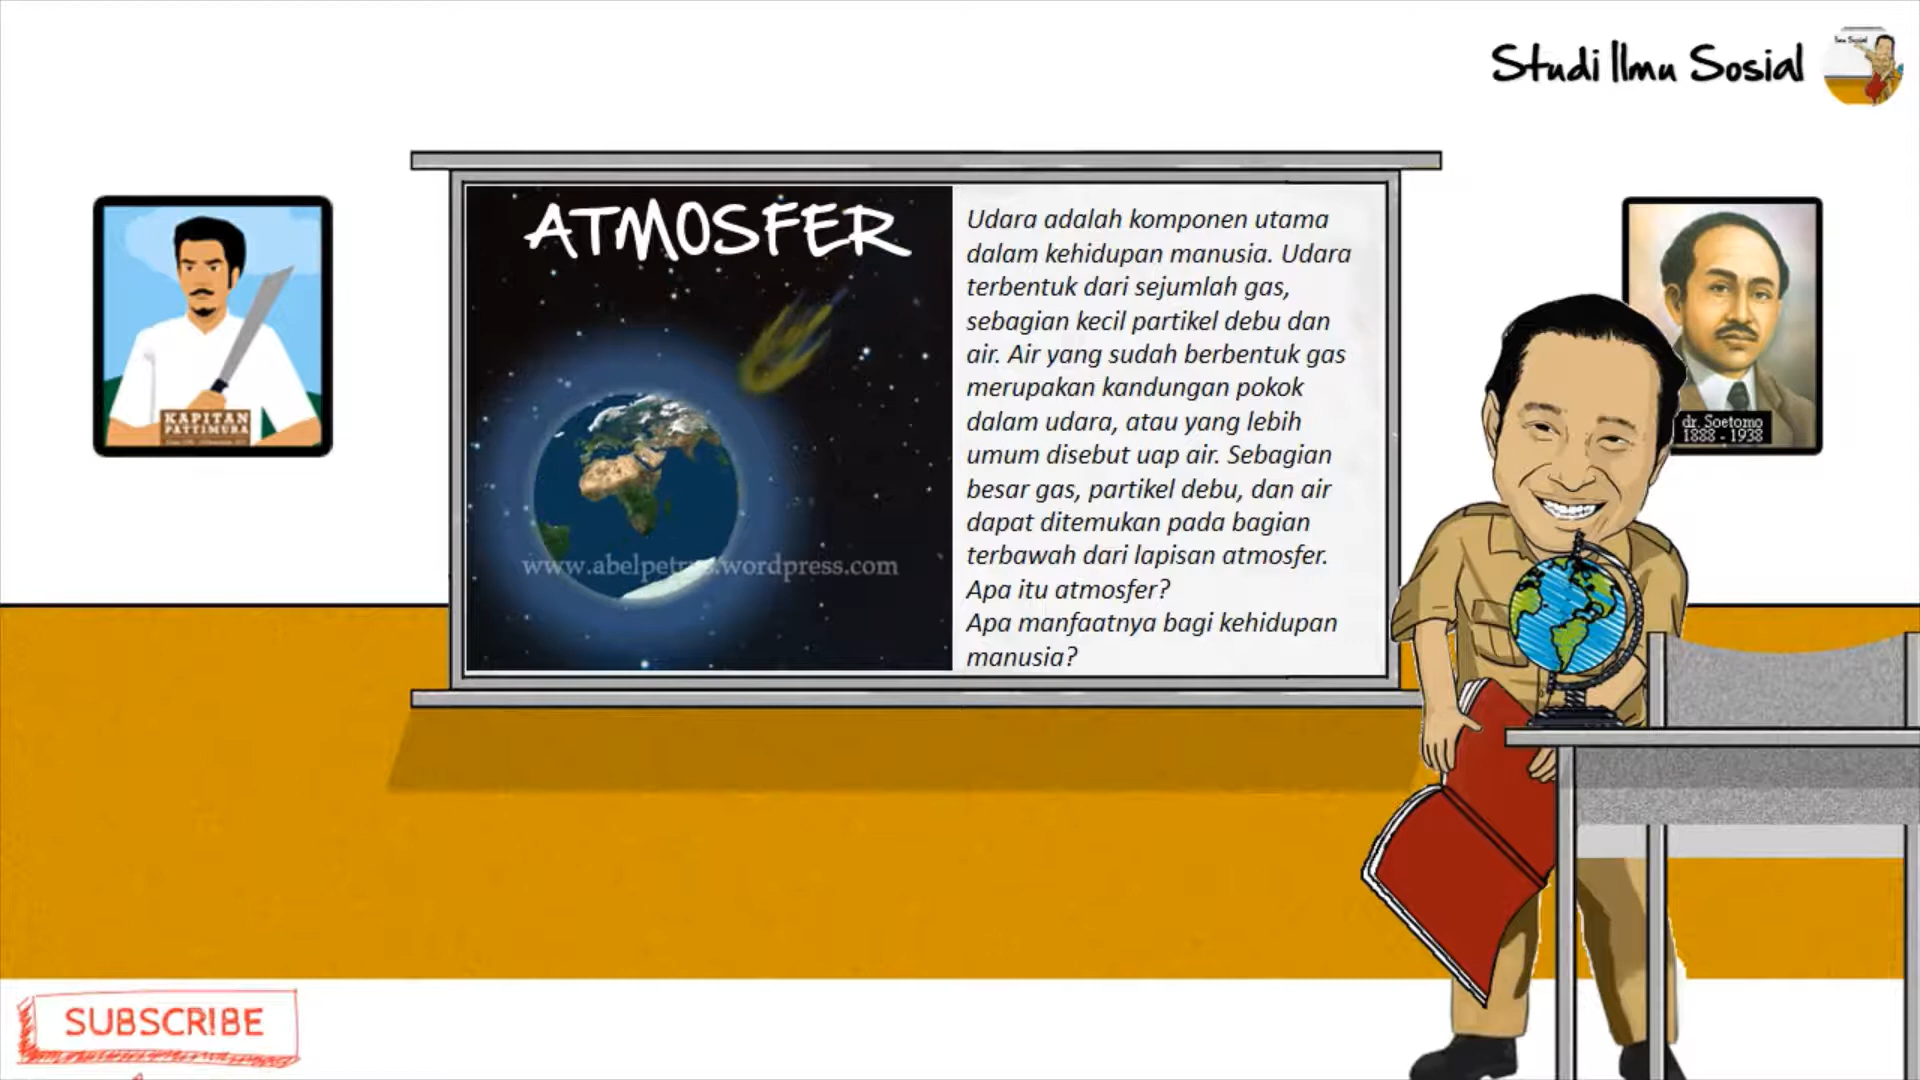 Studi Ilmu Sosial
ATMOSFER
Udara adalah komponen utama
dalam kehidupan manusia. Udara
terbentuk dari sejumlah gas,
sebagian kecil partikel debu dan
air. Air yang sudah berbentuk gas
merupakan kandungan pokok
dalam udara, atau yang lebih
umum disebut uap air. Sebagian
besar gas, partikel debu, dan air
dapat ditemukan pada bagian
terbawah dari lapisan atmosfer.
Apa itu atmosfer?
Apa manfaatnya bagi kehidupan
manusia?
KAPITAN
PATTIMURA
dr. Soetomo
1888 - 1938
SUBSCRIBE